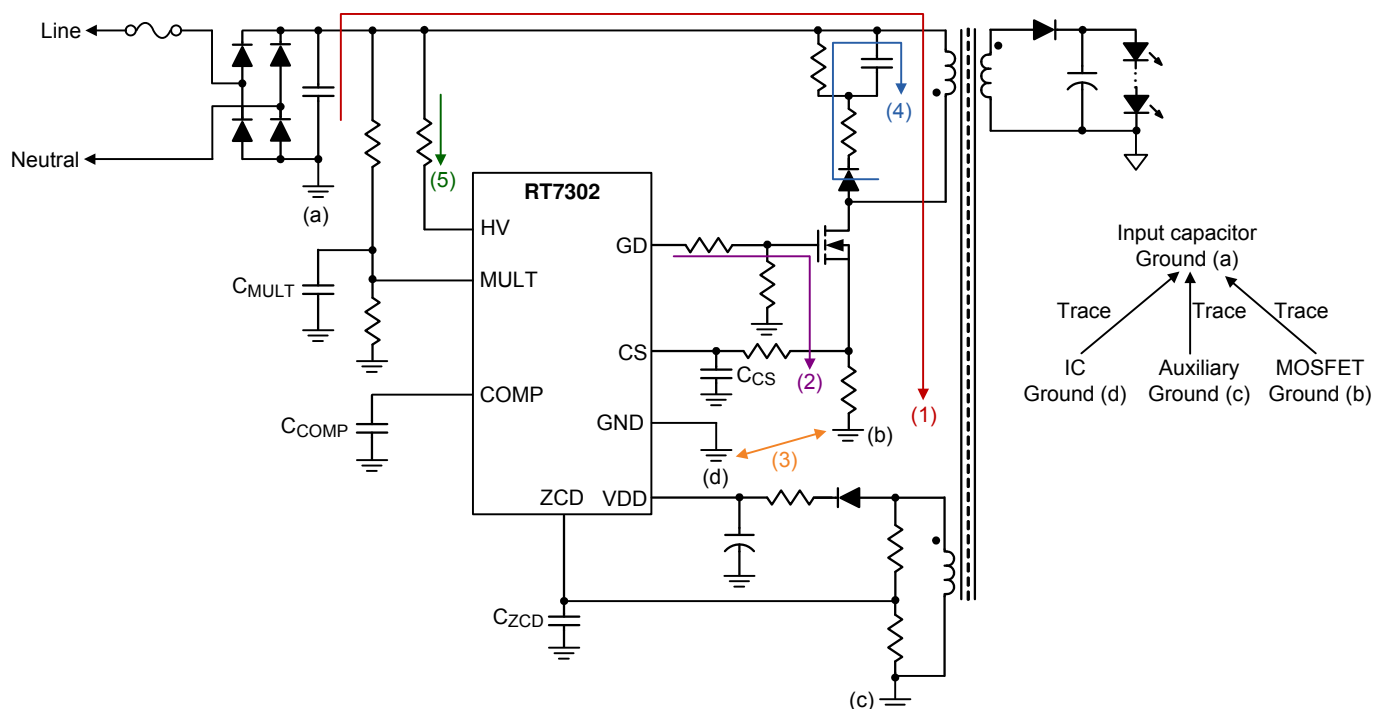 Line
Neutral
(a)
(5)
RT7302
HV
MULT
COMP
ZCD
GD
CS
GND
VDD
CMULT
CCOMP
CZCD
CCS
(4)
(2)
(1)
(b)
(3)
(d)
(c)
Input capacitor
Ground (a)
Trace Trace Trace
IC Auxiliary MOSFET
Ground (d) Ground (c) Ground (b)